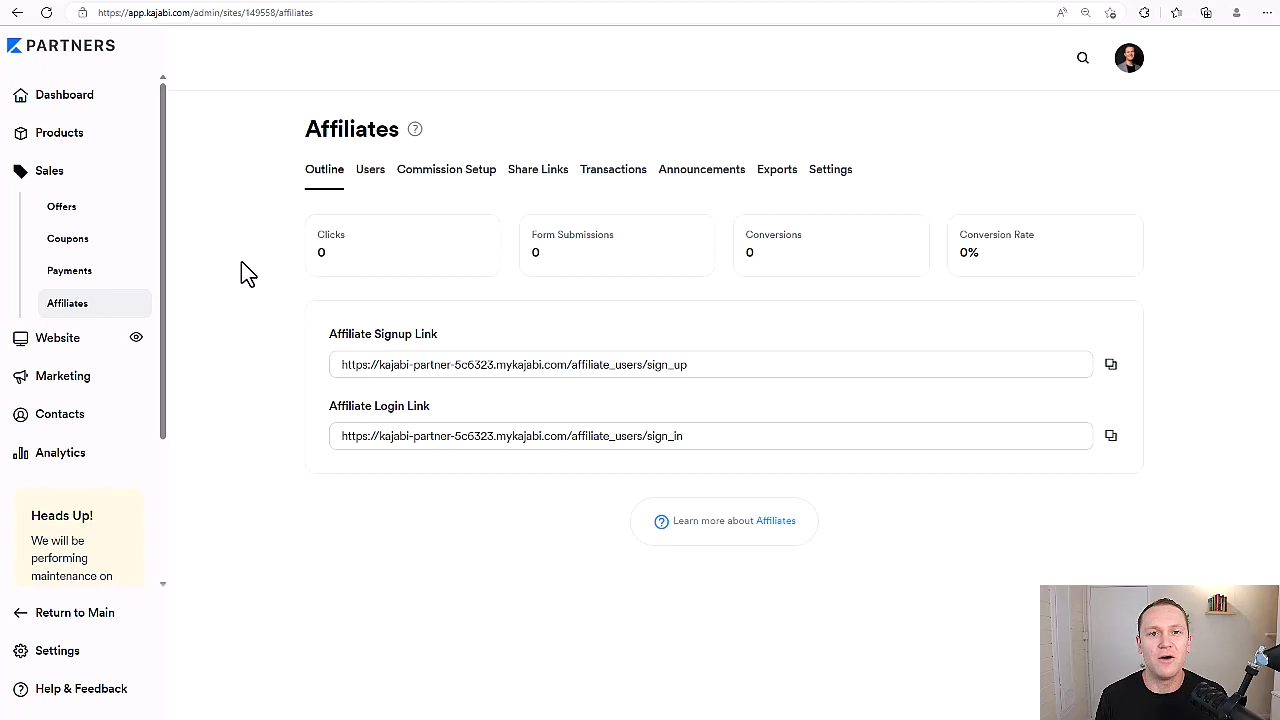 https://app.kajabi.com/admin/sites/149558/affiliates
PARTNERS
Dashboard
Products
Sales
Offers
Coupons
Payments
Affiliates
Website
Marketing
Contacts
Analytics
Heads Up!
We will be
performing
maintenance on
Return to Main
Settings
Help & Feedback
Affiliates
Outline Users Commission Setup Share Links Transactions Announcements Exports Settings
Clicks
0
Form Submissions
0
Conversions
0
Conversion Rate
0%
Affiliate Signup Link
https://kajabi-partner-5c6323.mykajabi.com/affiliate_users/sign_up
Affiliate Login Link
https://kajabi-partner-5c6323.mykajabi.com/affiliate_users/sign_in
Learn more about Affiliates